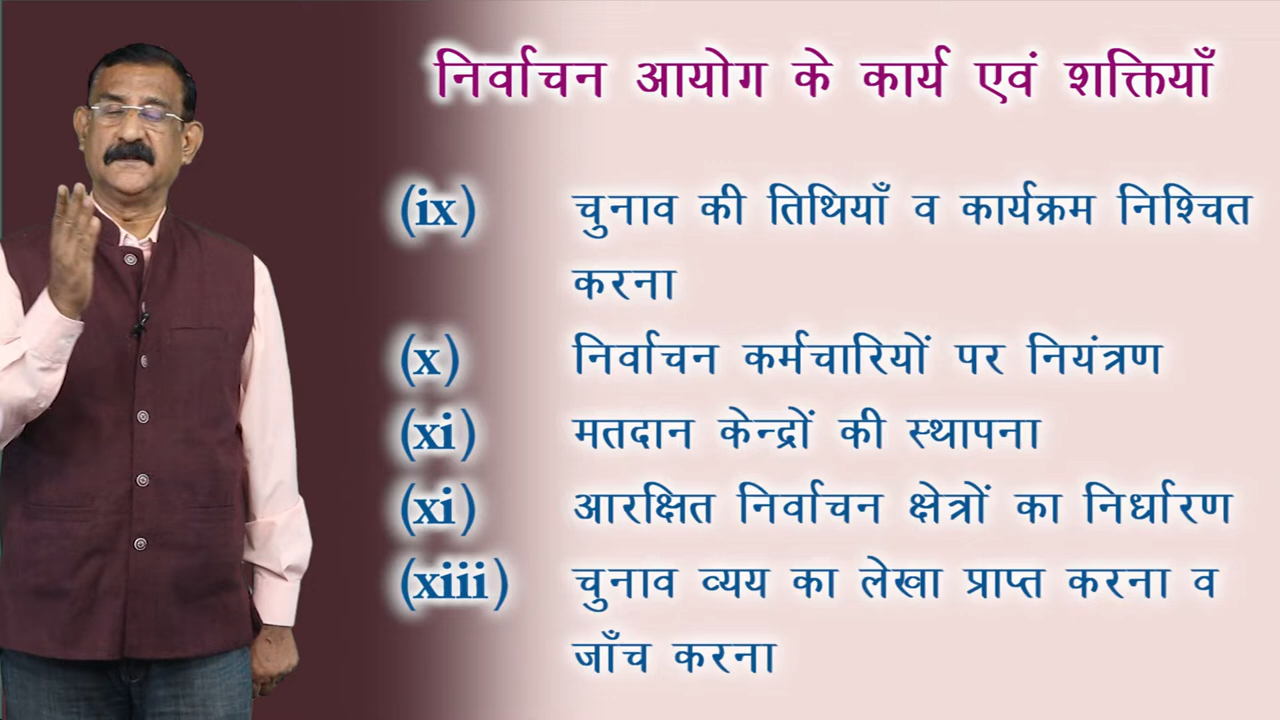 निर्वाचन आयोग के कार्य एवं शक्तियाँ
(ix) चुनाव की तिथियाँ व कार्यक्रम निश्चित
करना
(x) निर्वाचन कर्मचारियों पर नियंत्रण
(xi) मतदान केन्द्रों की स्थापना
(xi) आरक्षित निर्वाचन क्षेत्रों का निर्धारण
(xiii) चुनाव व्यय का लेखा प्राप्त करना व
जाँच करना